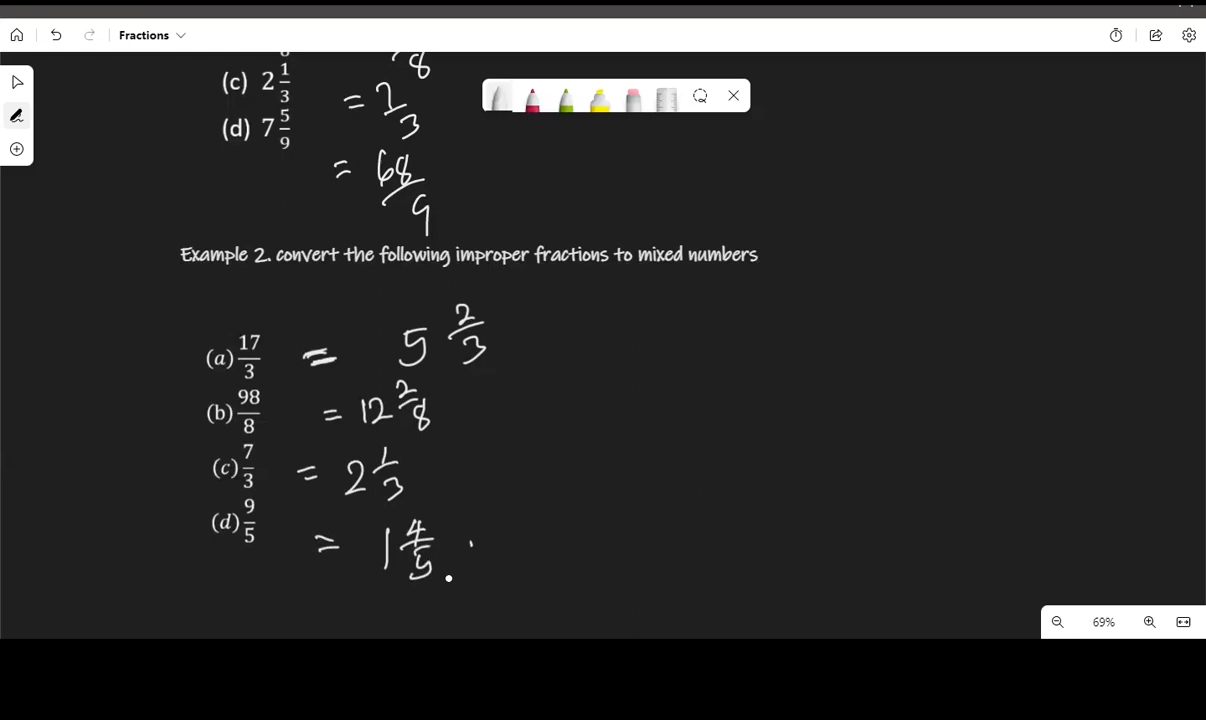 Fractions
8
(c) 2 1/3 = 7/3
(d) 7 5/9
= 68/9
Example 2. convert the following improper fractions to mixed numbers
(a) 17/3 = 5 2/3
(b) 98/8 = 12 2/8
(c) 7/3 = 2 1/3
(d) 9/5 = 1 4/5
69%